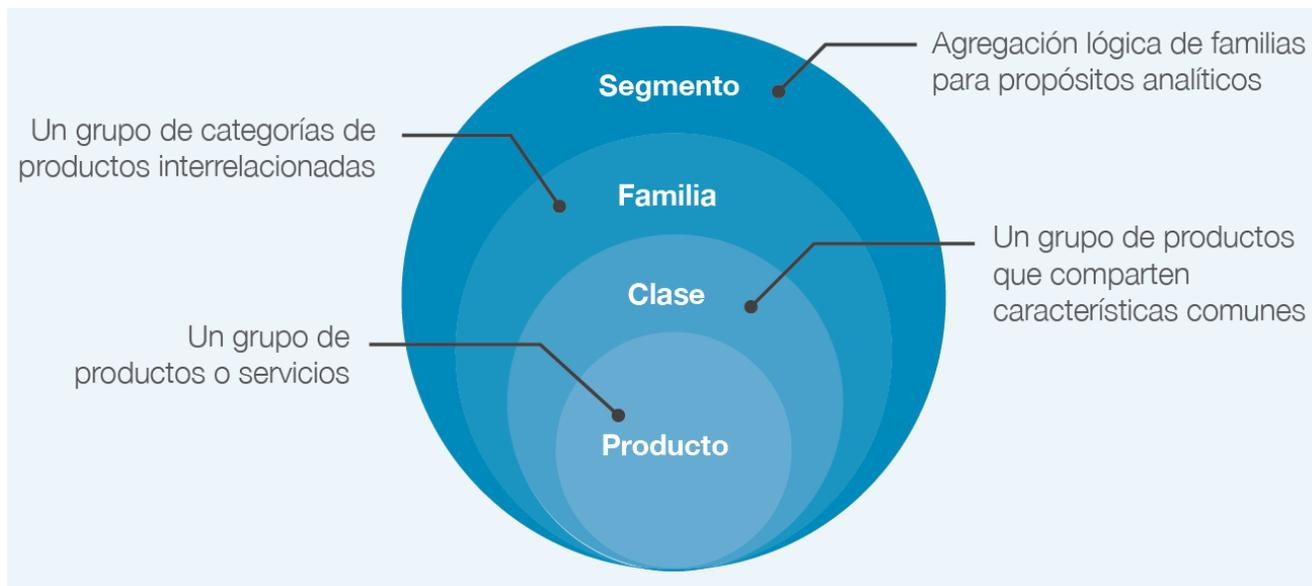 Segmento
Agregación lógica de familias
para propósitos analíticos
Un grupo de categorías de
productos interrelacionadas
Familia
Clase
Un grupo de productos
que comparten
características comunes
Un grupo de
productos o servicios
Producto